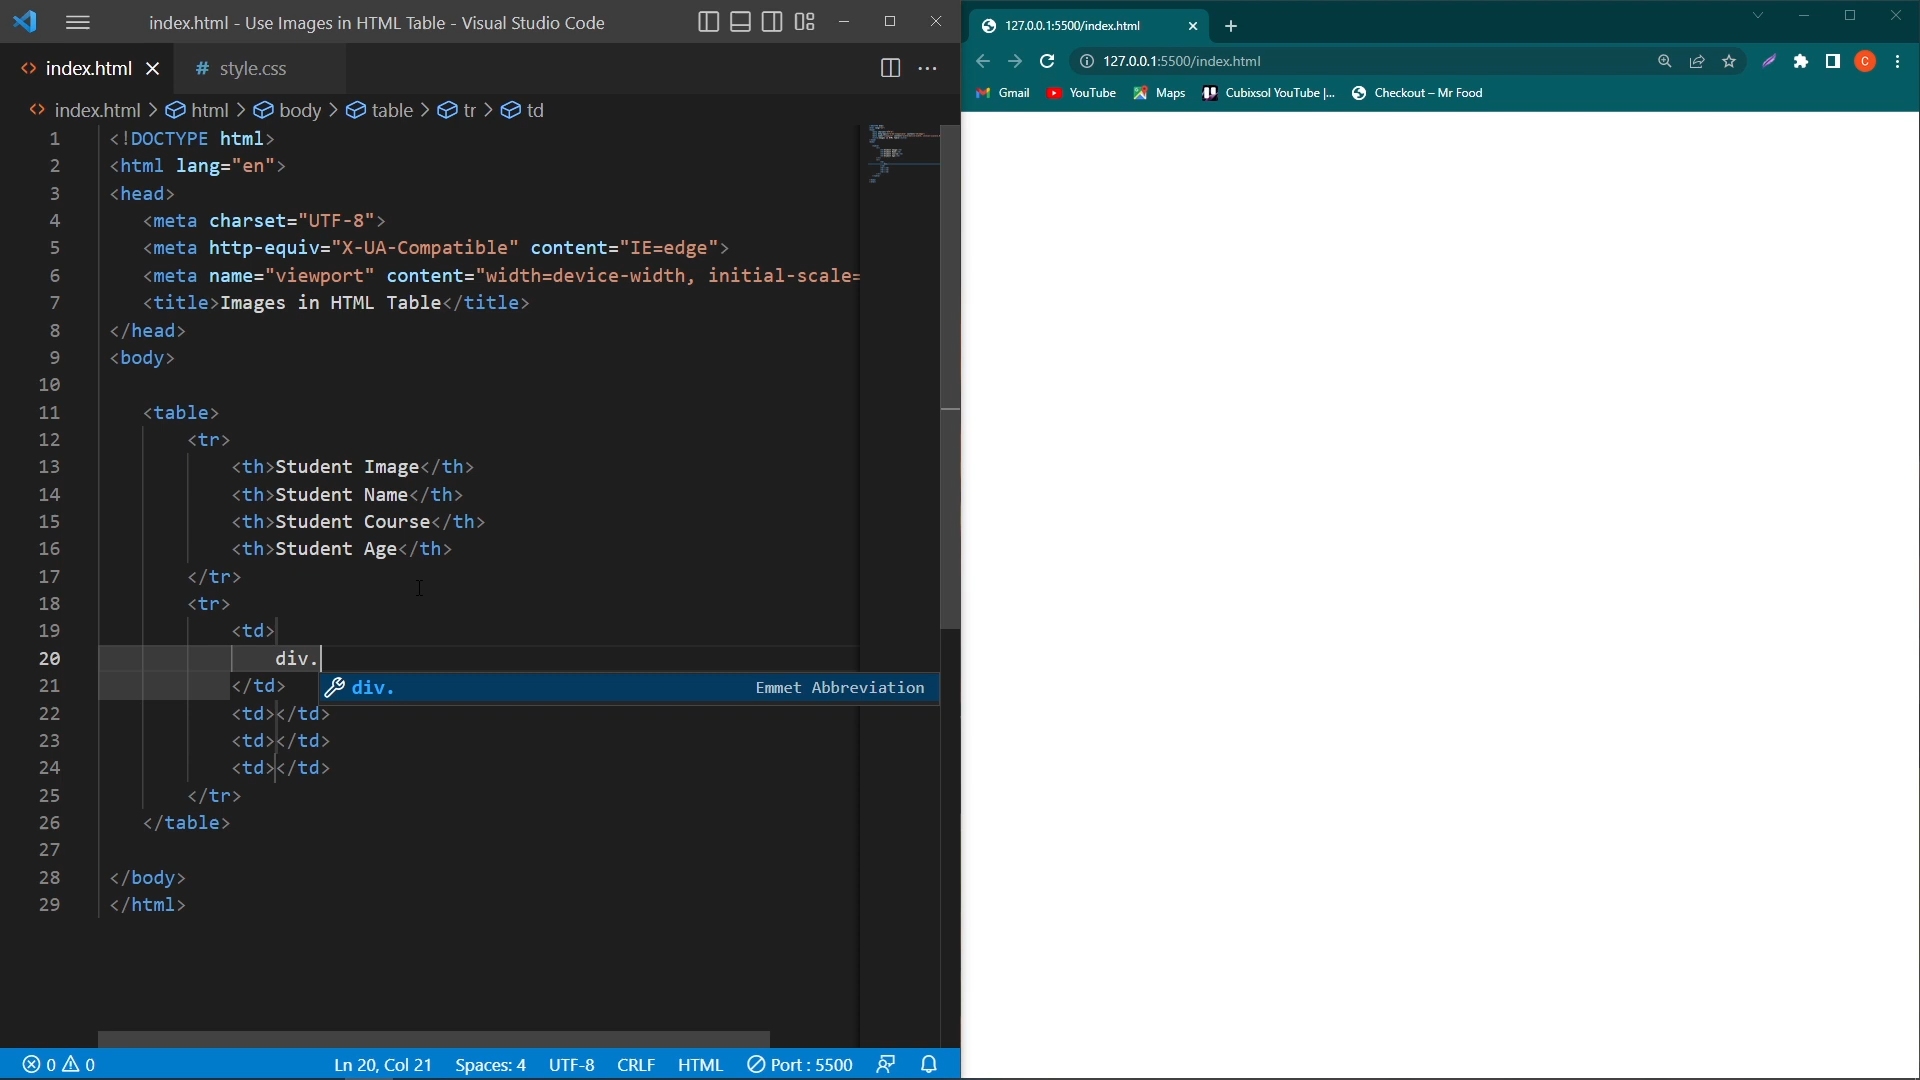 index.html - Use Images in HTML Table - Visual Studio Code
index.html
# style.css
index.html > html > body > table > tr > td
1 <!DOCTYPE html>
2 <html lang="en">
3 <head>
4 <meta charset="UTF-8">
5 <meta http-equiv="X-UA-Compatible" content="IE=edge">
6 <meta name="viewport" content="width=device-width, initial-scale=
7 <title>Images in HTML Table</title>
8 </head>
9 <body>
10
11 <table>
12 <tr>
13 <th>Student Image</th>
14 <th>Student Name</th>
15 <th>Student Course</th>
16 <th>Student Age</th>
17 </tr>
18 <tr>
19 <td>
20 div.
21 </td>
div. Emmet Abbreviation
22 <td></td>
23 <td></td>
24 <td></td>
25 </tr>
26 </table>
27
28 </body>
29 </html>
0 0 Ln 20, Col 21 Spaces: 4 UTF-8 CRLF HTML Port : 5500
127.0.0.1:5500/index.html
127.0.0.1:5500/index.html
C
Gmail YouTube Maps Cubixsol YouTube |... Checkout – Mr Food